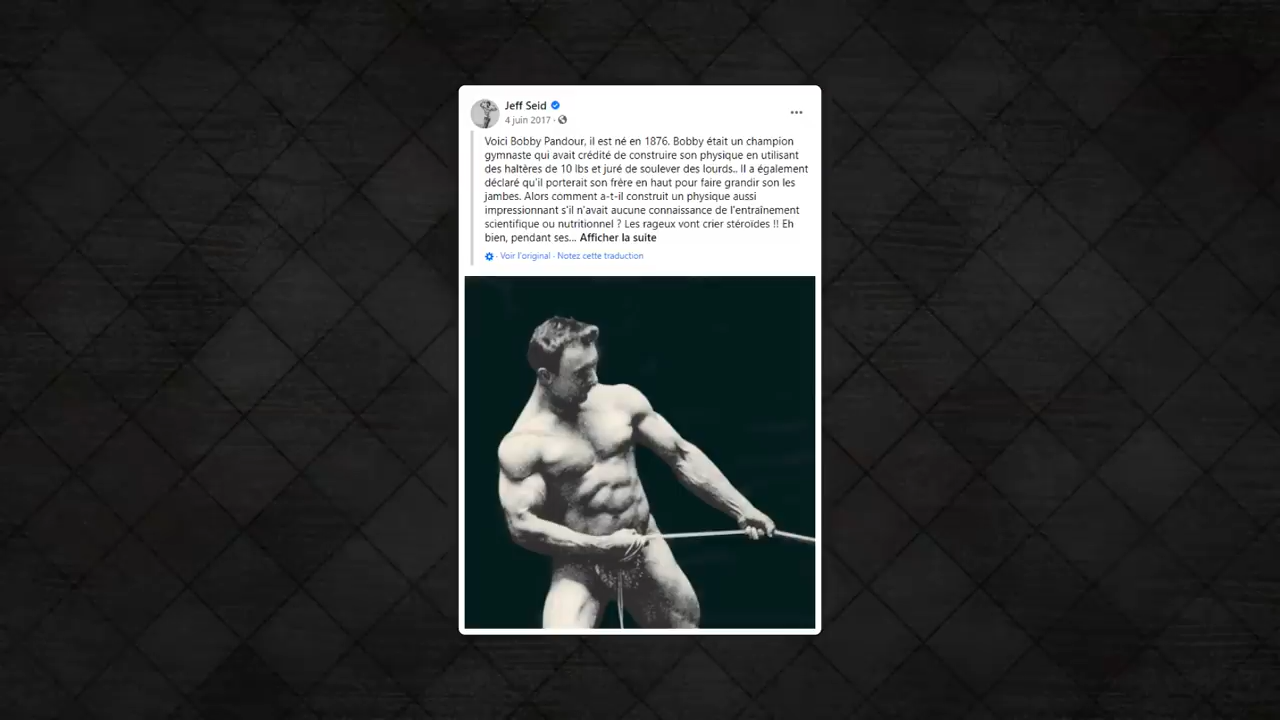 Jeff Seid
4 juin 2017 ·
Voici Bobby Pandour, il est né en 1876. Bobby était un champion
gymnaste qui avait crédité de construire son physique en utilisant
des haltères de 10 lbs et juré de soulever des lourds.. Il a également
déclaré qu'il porterait son frère en haut pour faire grandir son les
jambes. Alors comment a-t-il construit un physique aussi
impressionnant s'il n'avait aucune connaissance de l'entraînement
scientifique ou nutritionnel ? Les rageux vont crier stéroïdes !! Eh
bien, pendant ses... Afficher la suite
· Voir l'original · Notez cette traduction